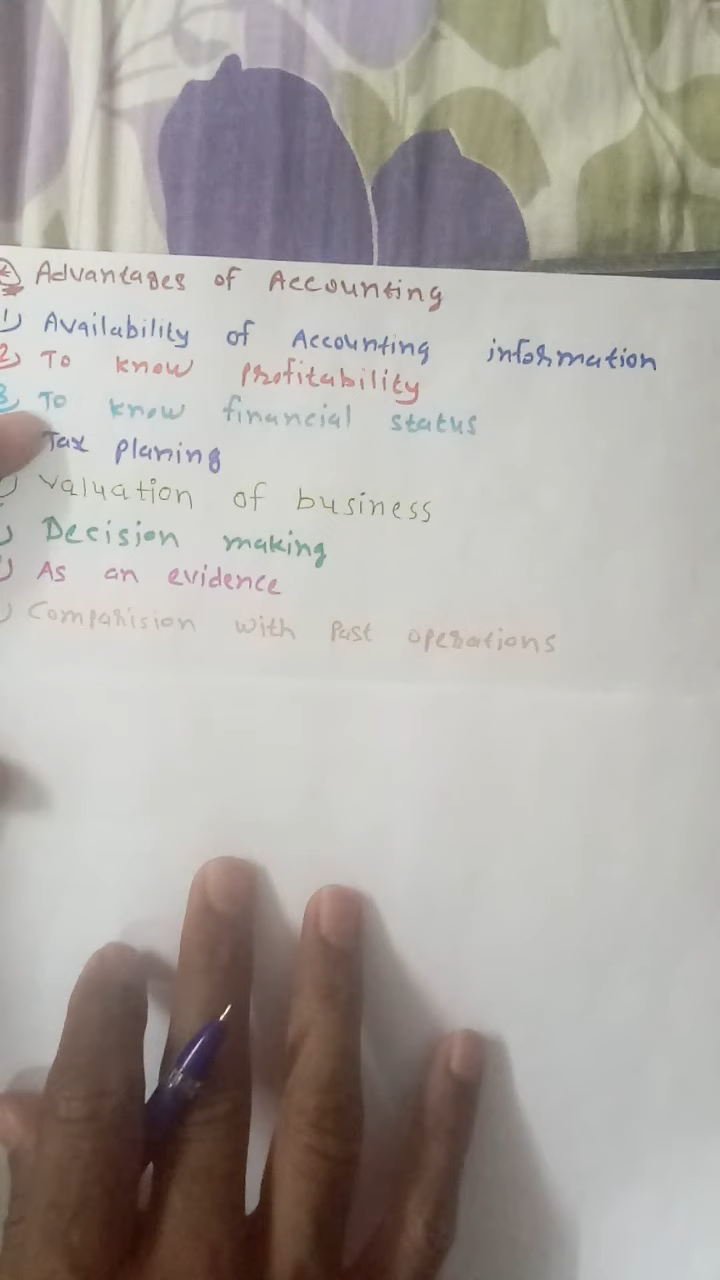 Advantages of Accounting
1) Availability of Accounting information
2) To know Profitability
3) To know financial status
Tax planing
Valuation of business
Decision making
As an evidence
Comparision with Past operations